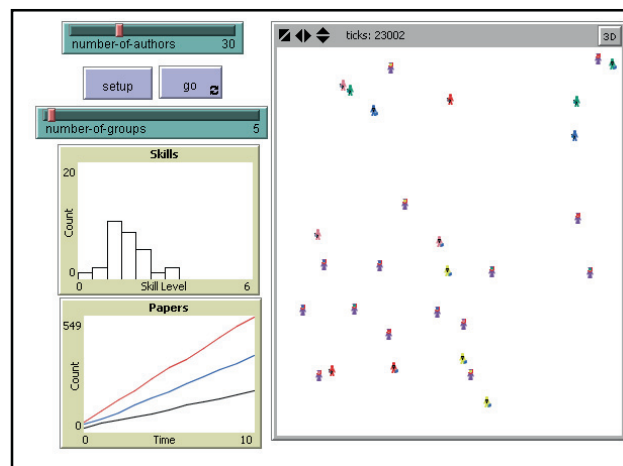 number-of-authors 30
ticks: 23002
3D
setup
go
number-of-groups 5
Skills
20
Count
0
0 Skill Level 6
Papers
549
Count
0
0 Time 10